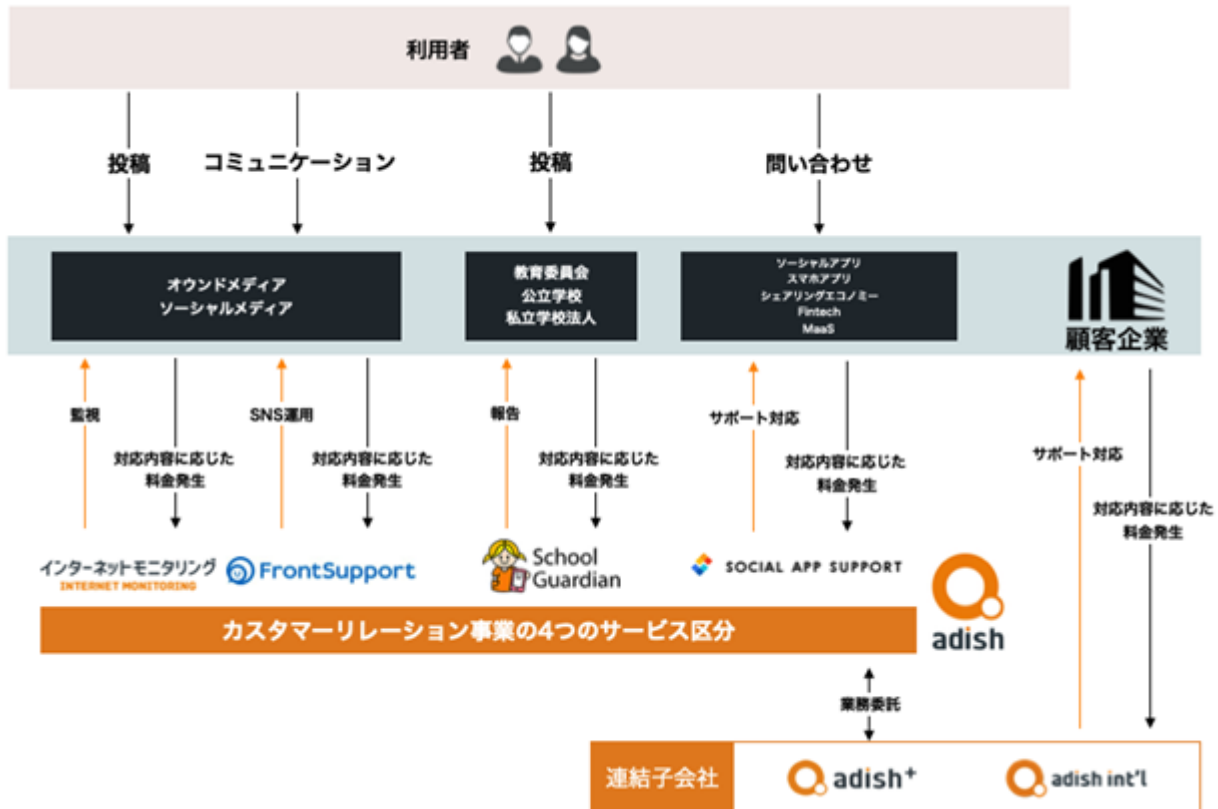 利用者
投稿
コミュニケーション
投稿
問い合わせ
オウンドメディア
ソーシャルメディア
教育委員会
公立学校
私立学校法人
ソーシャルアプリ
スマホアプリ
シェアリングエコノミー
Fintech
MaaS
顧客企業
監視
対応内容に応じた
料金発生
SNS運用
対応内容に応じた
料金発生
報告
対応内容に応じた
料金発生
サポート対応
対応内容に応じた
料金発生
サポート対応
対応内容に応じた
料金発生
インターネットモニタリング
INTERNET MONITORING
FrontSupport
School
Guardian
SOCIAL APP SUPPORT
adish
カスタマーリレーション事業の4つのサービス区分
業務委託
連結子会社
adish+
adish int'l